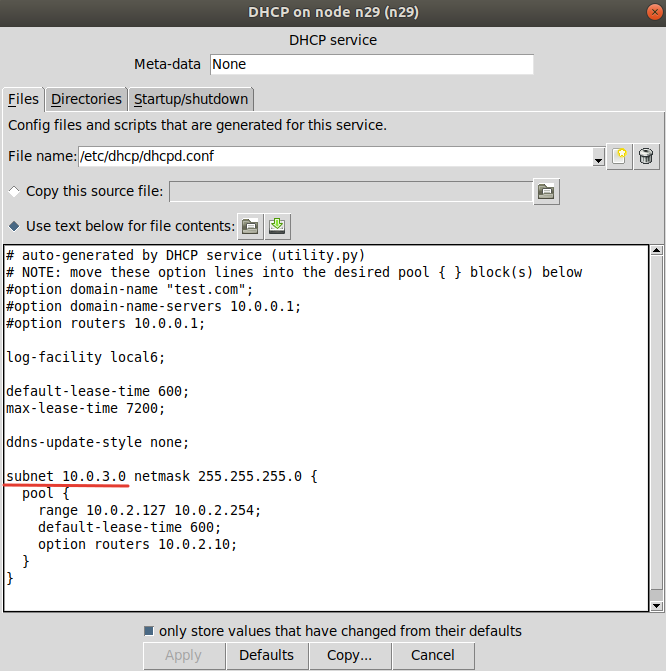 DHCP on node n29 (n29)
DHCP service
Meta-data None
Files Directories Startup/shutdown
Config files and scripts that are generated for this service.
File name: /etc/dhcp/dhcpd.conf
Copy this source file:
Use text below for file contents:
# auto-generated by DHCP service (utility.py)
# NOTE: move these option lines into the desired pool { } block(s) below
#option domain-name "test.com";
#option domain-name-servers 10.0.0.1;
#option routers 10.0.0.1;
log-facility local6;
default-lease-time 600;
max-lease-time 7200;
ddns-update-style none;
subnet 10.0.3.0 netmask 255.255.255.0 {
pool {
range 10.0.2.127 10.0.2.254;
default-lease-time 600;
option routers 10.0.2.10;
}
}
only store values that have changed from their defaults
Apply Defaults Copy... Cancel